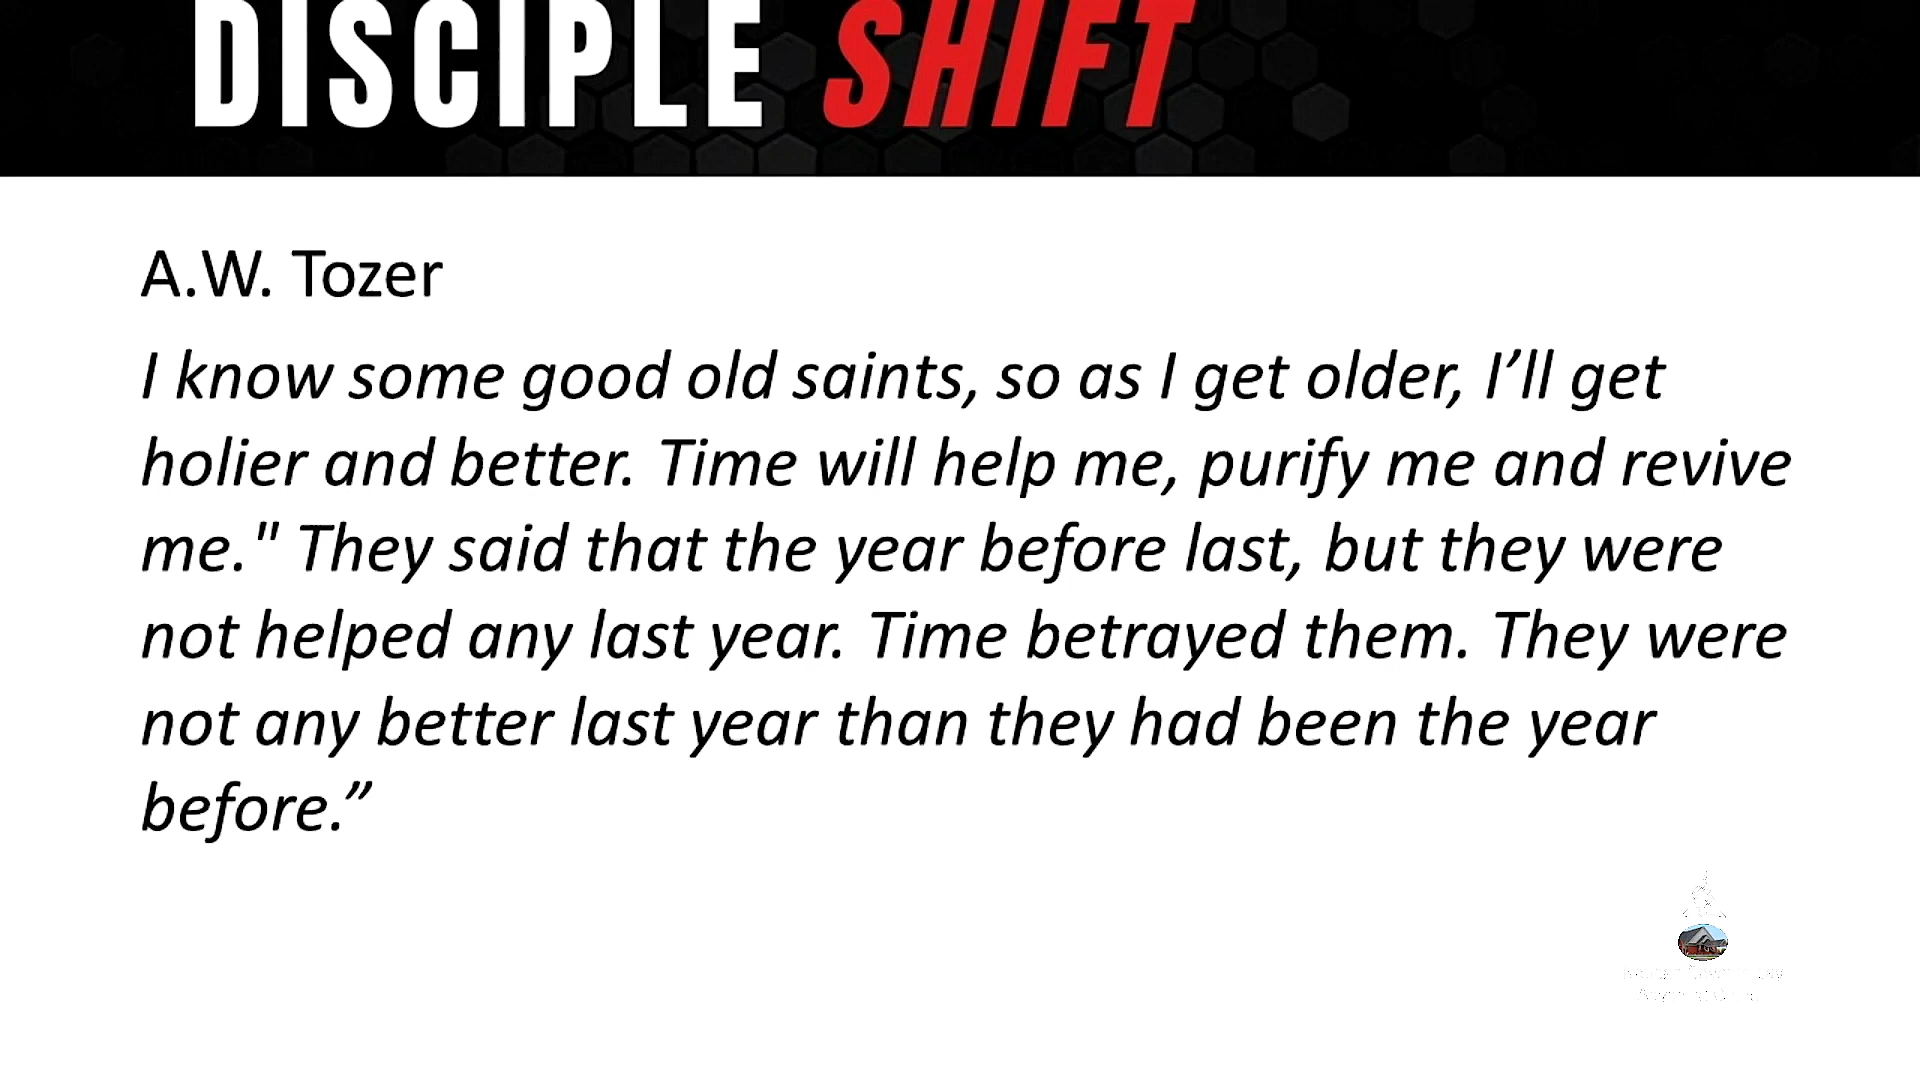 DISCIPLE SHIFT
A.W. Tozer
I know some good old saints, so as I get older, I’ll get
holier and better. Time will help me, purify me and revive
me." They said that the year before last, but they were
not helped any last year. Time betrayed them. They were
not any better last year than they had been the year
before.”